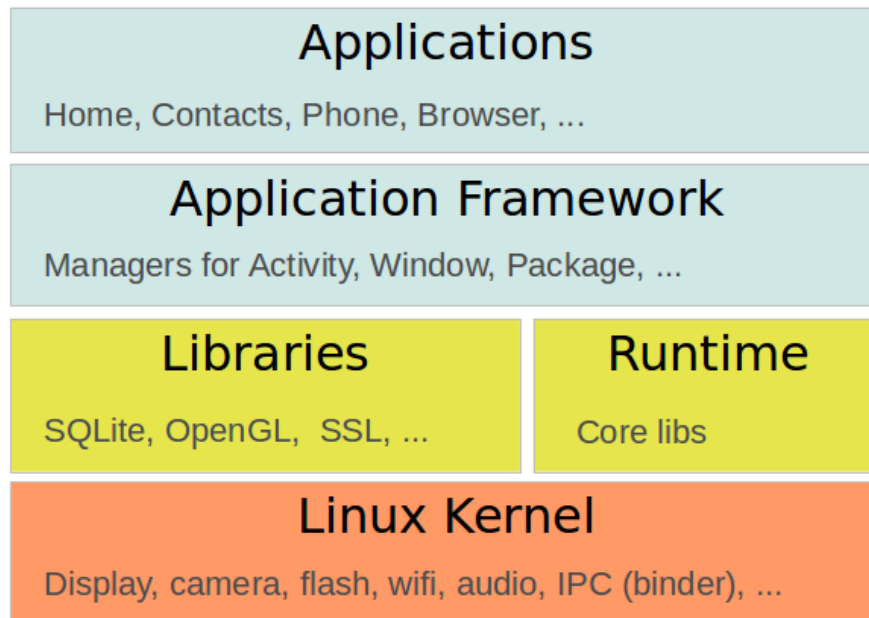 Applications
Home, Contacts, Phone, Browser, ...
Application Framework
Managers for Activity, Window, Package, ...
Libraries
SQLite, OpenGL,  SSL, ...
Runtime
Core libs
Linux Kernel
Display, camera, flash, wifi, audio, IPC (binder), ...